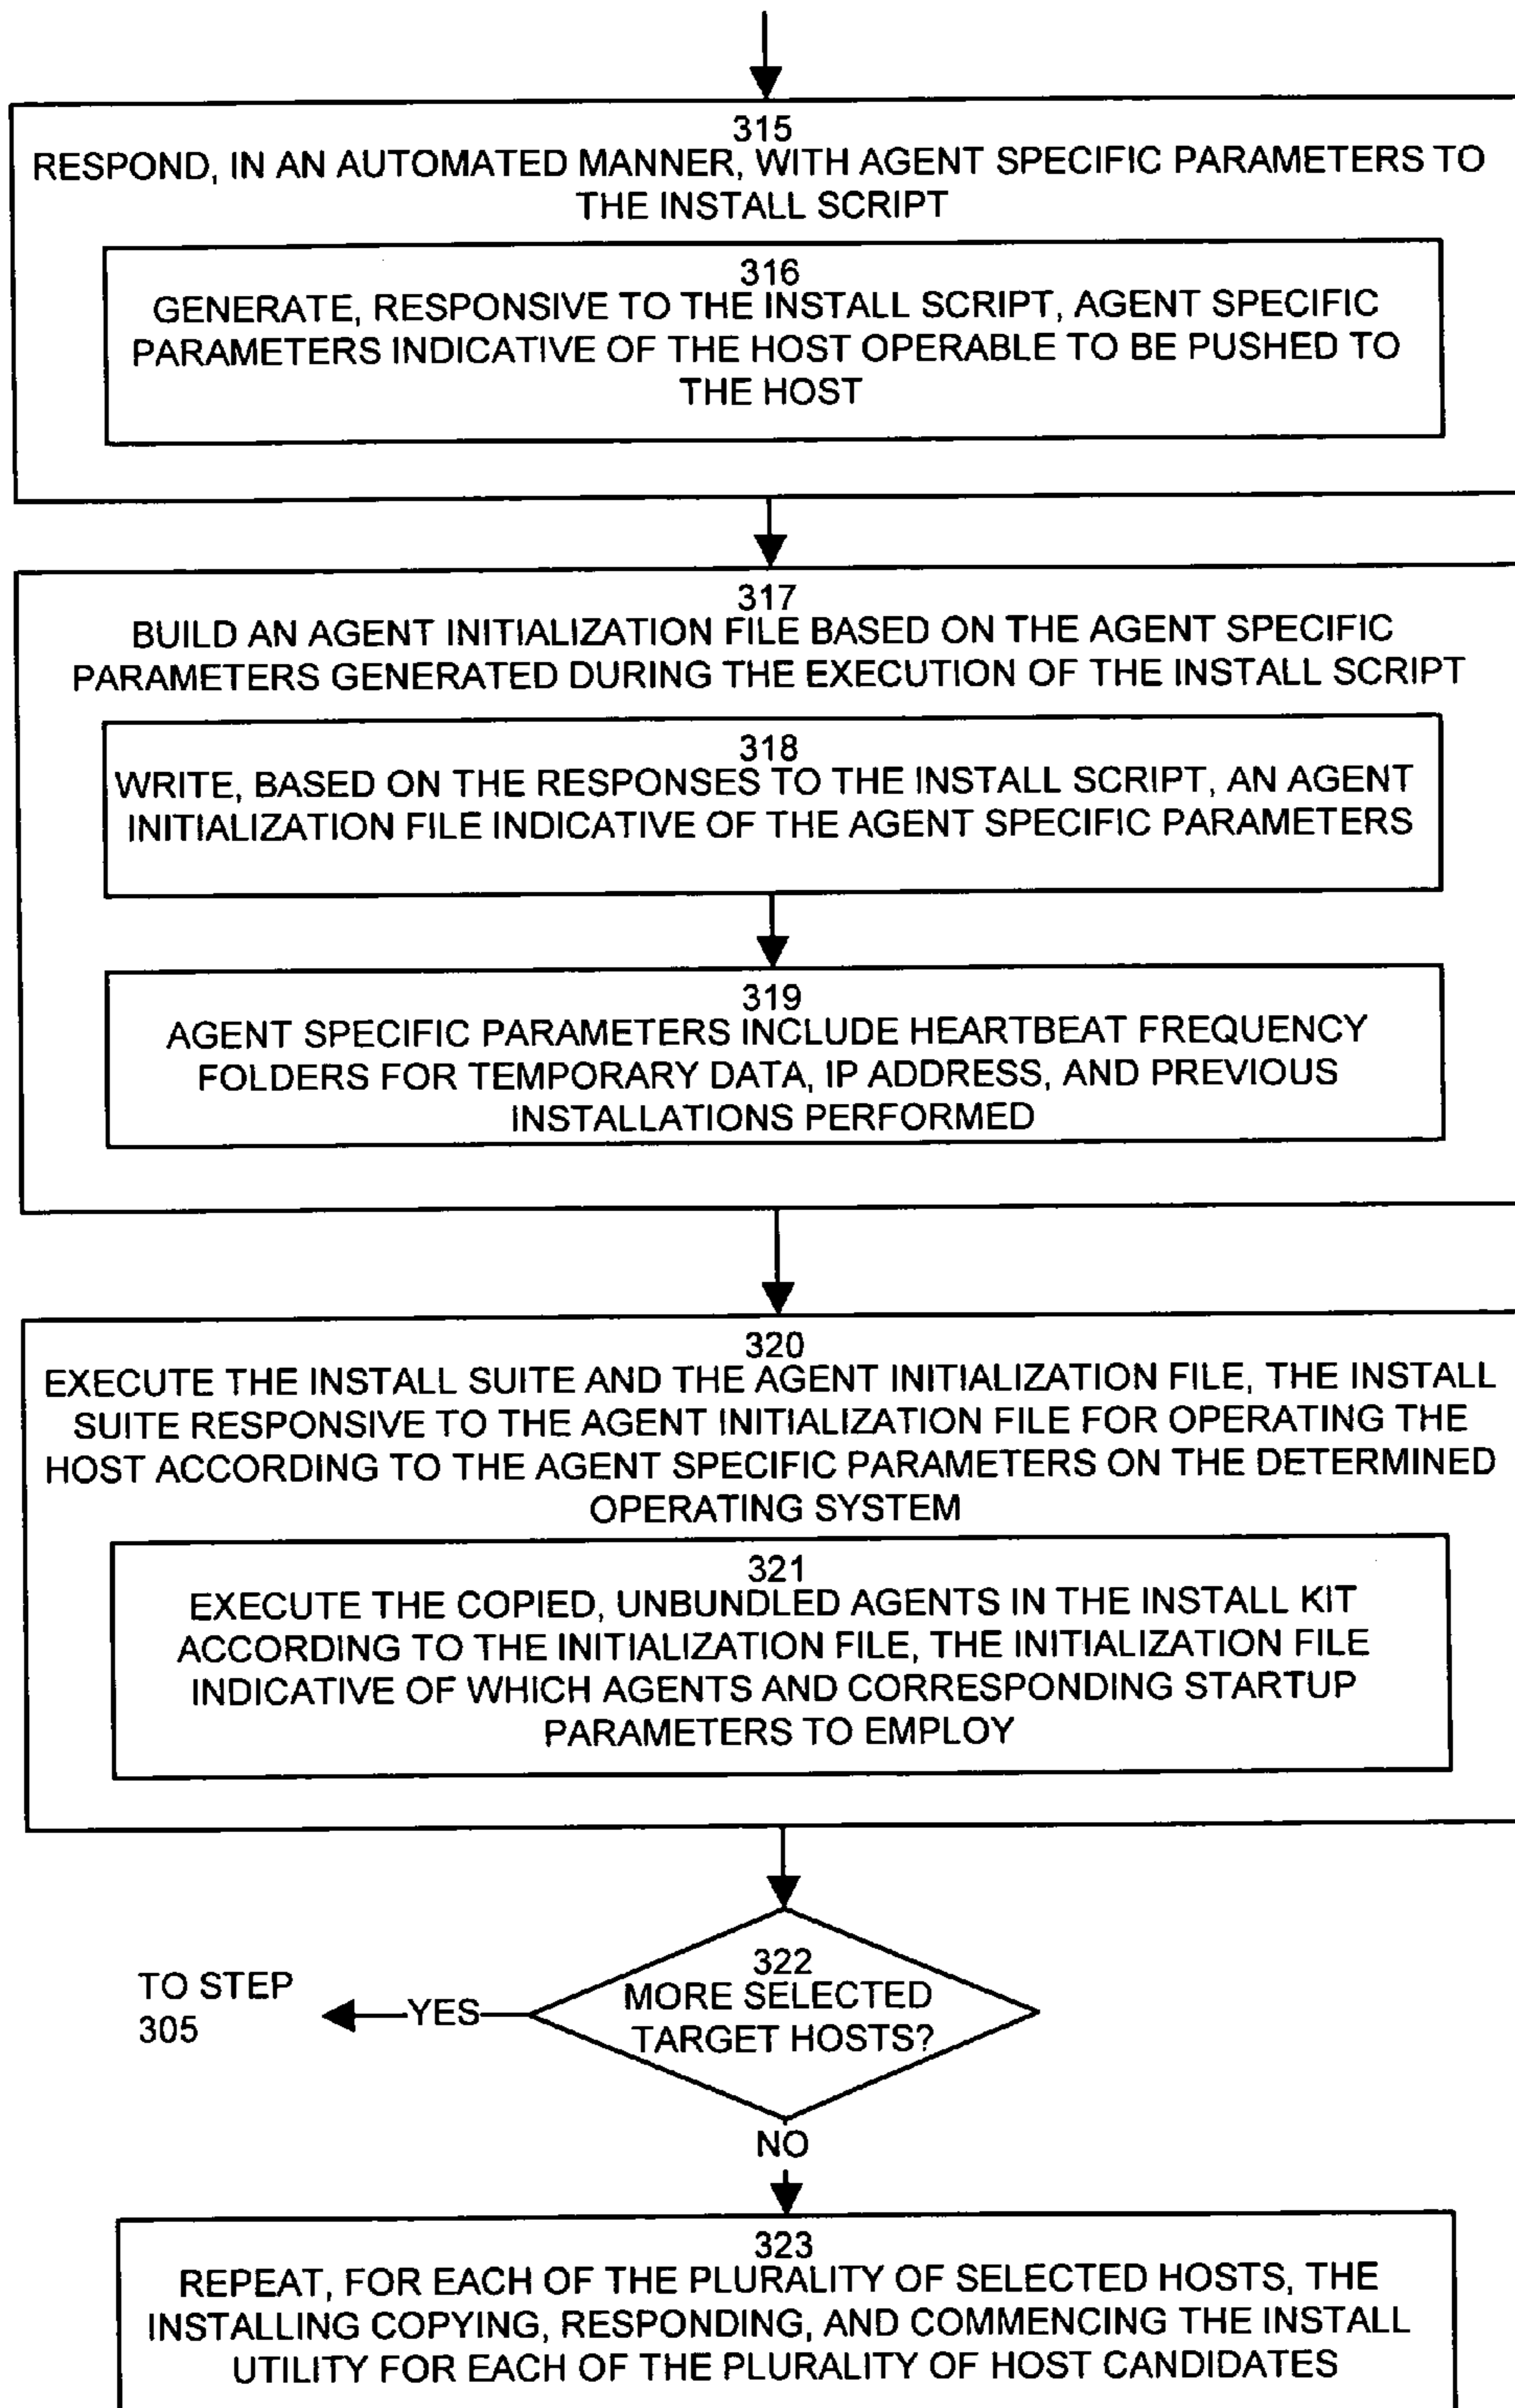 315
RESPOND, IN AN AUTOMATED MANNER, WITH AGENT SPECIFIC PARAMETERS TO
THE INSTALL SCRIPT
316
GENERATE, RESPONSIVE TO THE INSTALL SCRIPT, AGENT SPECIFIC
PARAMETERS INDICATIVE OF THE HOST OPERABLE TO BE PUSHED TO
THE HOST
317
BUILD AN AGENT INITIALIZATION FILE BASED ON THE AGENT SPECIFIC
PARAMETERS GENERATED DURING THE EXECUTION OF THE INSTALL SCRIPT
318
WRITE, BASED ON THE RESPONSES TO THE INSTALL SCRIPT, AN AGENT
INITIALIZATION FILE INDICATIVE OF THE AGENT SPECIFIC PARAMETERS
319
AGENT SPECIFIC PARAMETERS INCLUDE HEARTBEAT FREQUENCY
FOLDERS FOR TEMPORARY DATA, IP ADDRESS, AND PREVIOUS
INSTALLATIONS PERFORMED
320
EXECUTE THE INSTALL SUITE AND THE AGENT INITIALIZATION FILE, THE INSTALL
SUITE RESPONSIVE TO THE AGENT INITIALIZATION FILE FOR OPERATING THE
HOST ACCORDING TO THE AGENT SPECIFIC PARAMETERS ON THE DETERMINED
OPERATING SYSTEM
321
EXECUTE THE COPIED, UNBUNDLED AGENTS IN THE INSTALL KIT
ACCORDING TO THE INITIALIZATION FILE, THE INITIALIZATION FILE
INDICATIVE OF WHICH AGENTS AND CORRESPONDING STARTUP
PARAMETERS TO EMPLOY
322
MORE SELECTED
TARGET HOSTS?
YES
TO STEP
305
NO
323
REPEAT, FOR EACH OF THE PLURALITY OF SELECTED HOSTS, THE
INSTALLING COPYING, RESPONDING, AND COMMENCING THE INSTALL
UTILITY FOR EACH OF THE PLURALITY OF HOST CANDIDATES